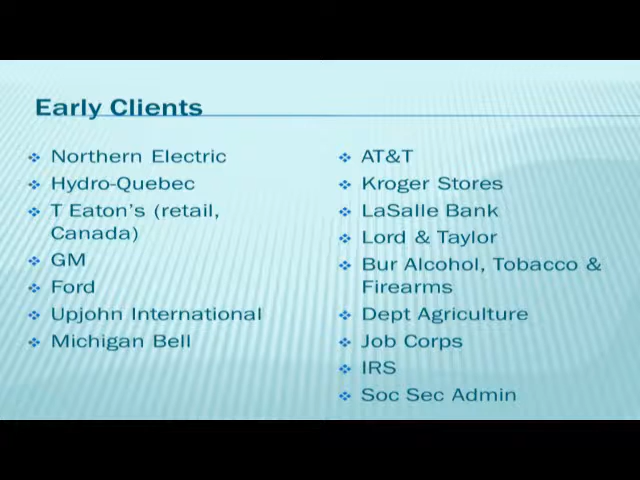 Early Clients
Northern Electric
Hydro-Quebec
T Eaton's (retail,
Canada)
GM
Ford
Upjohn International
Michigan Bell
AT&T
Kroger Stores
LaSalle Bank
Lord & Taylor
Bur Alcohol, Tobacco &
Firearms
Dept Agriculture
Job Corps
IRS
Soc Sec Admin